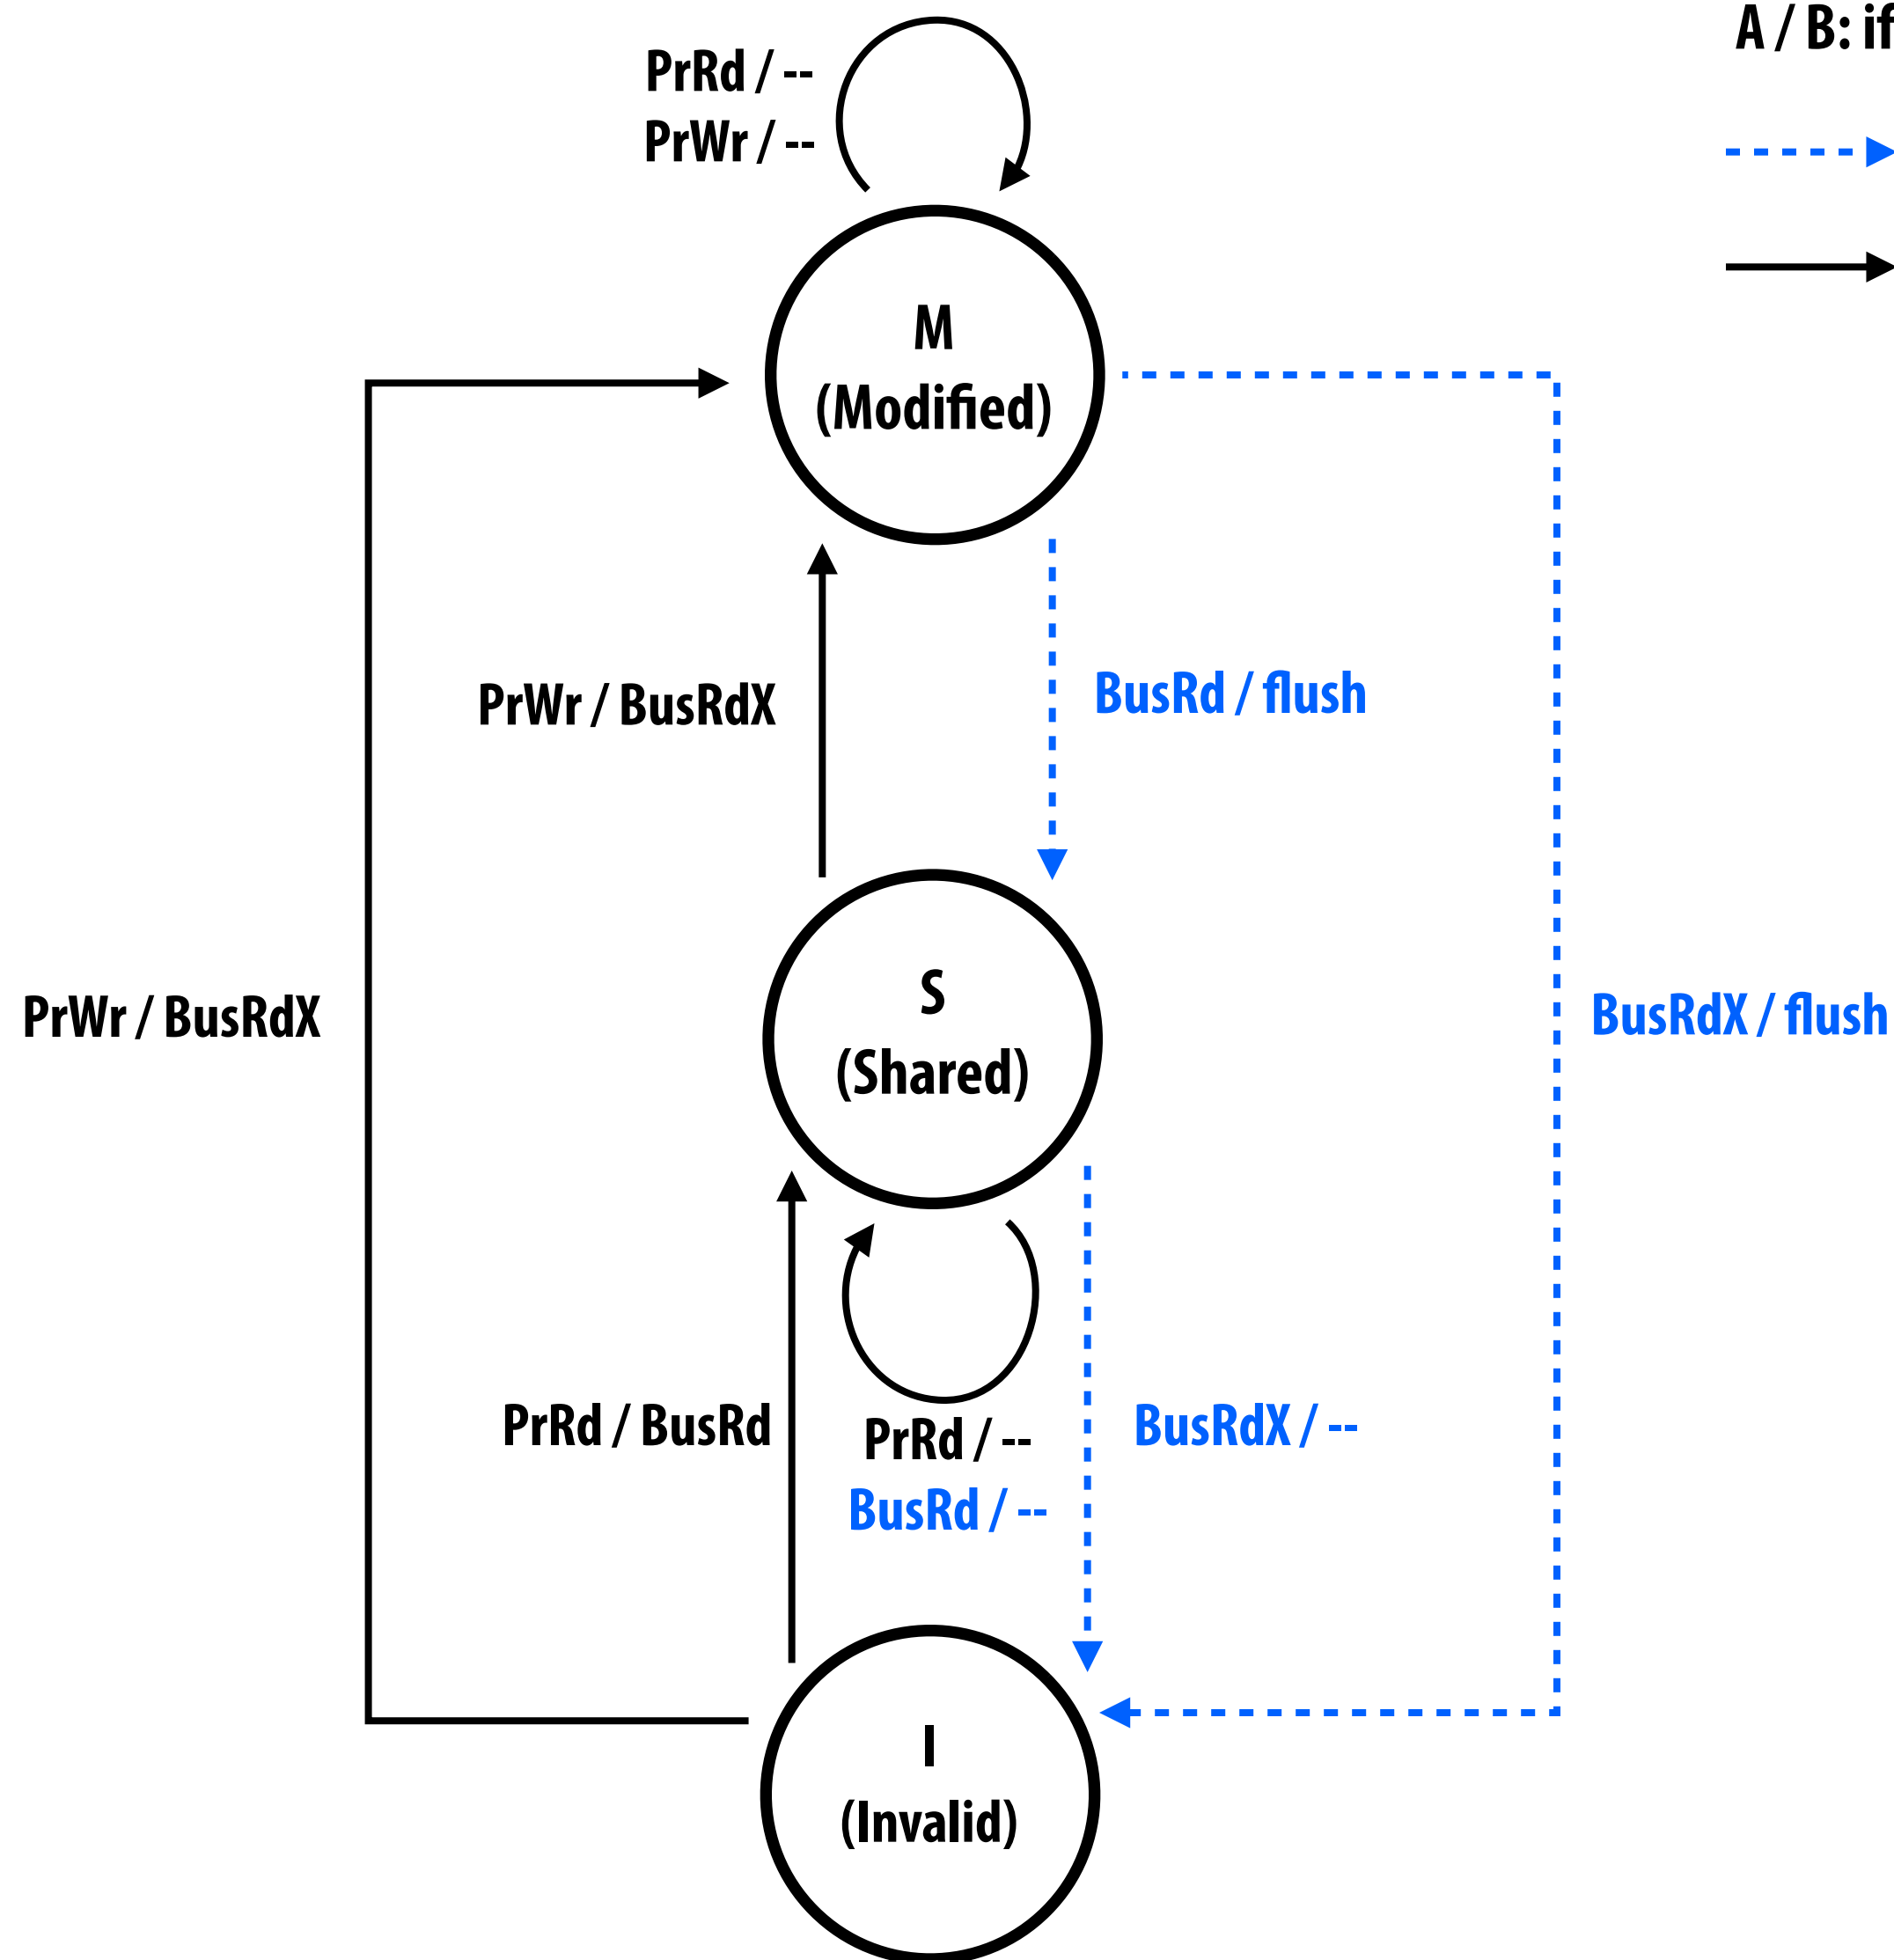 A / B: if
PrRd / --
PrWr / --
M
(Modified)
PrWr / BusRdX
BusRd / flush
S
(Shared)
PrWr / BusRdX
BusRdX / flush
PrRd / BusRd
PrRd / --
BusRd / --
BusRdX / --
I
(Invalid)